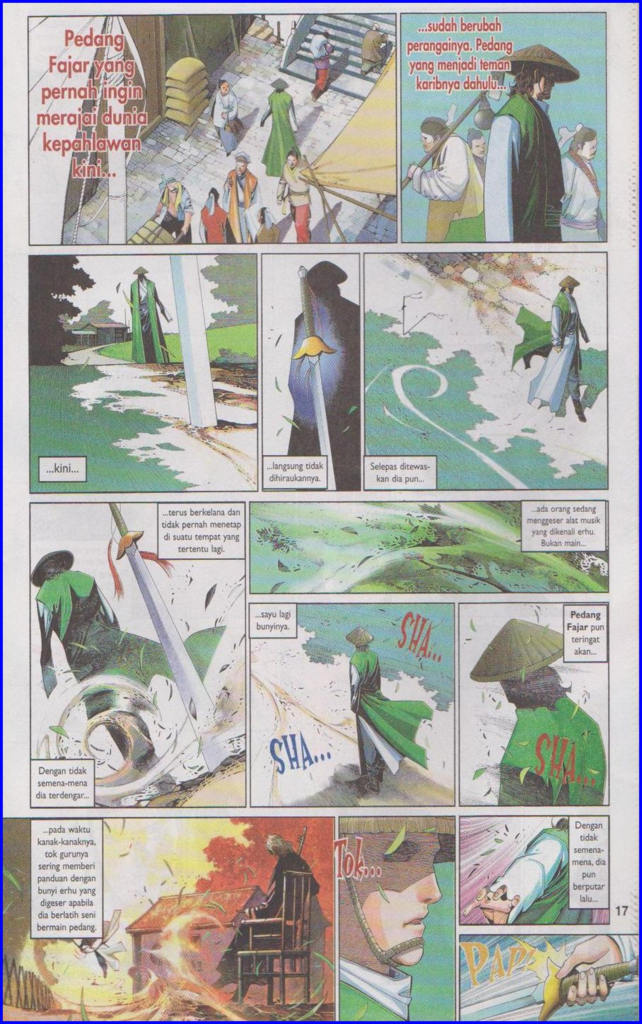 Pedang
Fajar yang
pernah ingin
merajai dunia
kepahlawan
kini...
...sudah berubah
perangainya. Pedang
yang menjadi teman
karibnya dahulu...
...kini...
...langsung tidak
dihiraukannya.
Selepas ditewas-
kan dia pun...
...terus berkelana dan
tidak pernah menetap
di suatu tempat yang
tertentu lagi.
Dengan tidak
semena-mena
dia terdengar...
...ada orang sedang
menggeser alat musik
yang dikenali erhu.
Bukan main...
...sayu lagi
bunyinya.
SHA...
SHA...
Pedang
Fajar pun
teringat
akan...
SHA...
...pada waktu
kanak-kanaknya,
tok gurunya
sering memberi
panduan dengan
bunyi erhu yang
digeser apabila
dia berlatih seni
bermain pedang.
Tok...
Dengan
tidak
semena-
mena, dia
pun
berputar
lalu...
17